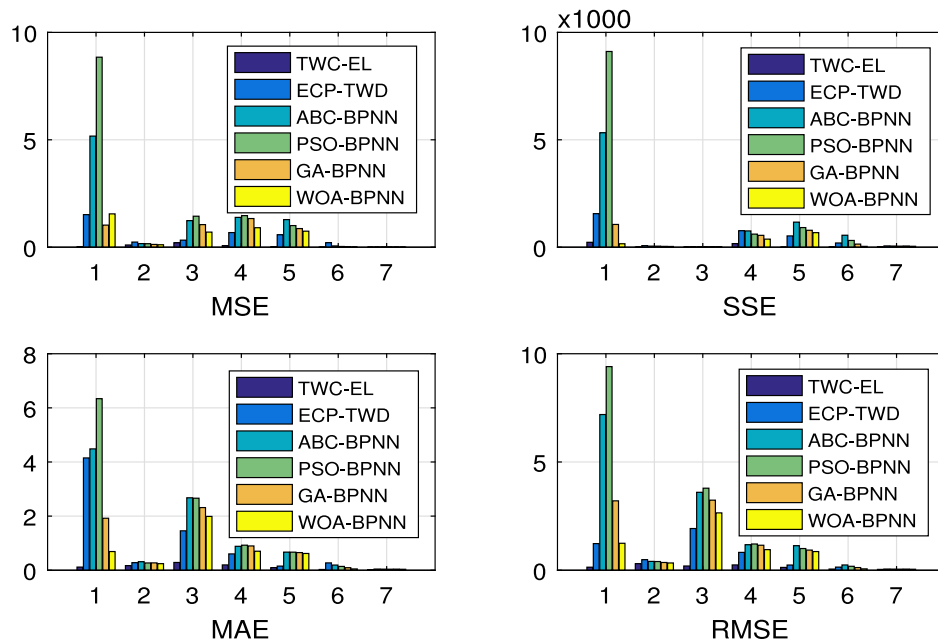 10
5
0
TWC-EL
ECP-TWD
ABC-BPNN
PSO-BPNN
GA-BPNN
WOA-BPNN
1 2 3 4 5 6 7
MSE
x1000
10
5
0
TWC-EL
ECP-TWD
ABC-BPNN
PSO-BPNN
GA-BPNN
WOA-BPNN
1 2 3 4 5 6 7
SSE
8
6
4
2
0
TWC-EL
ECP-TWD
ABC-BPNN
PSO-BPNN
GA-BPNN
WOA-BPNN
1 2 3 4 5 6 7
MAE
10
5
0
TWC-EL
ECP-TWD
ABC-BPNN
PSO-BPNN
GA-BPNN
WOA-BPNN
1 2 3 4 5 6 7
RMSE